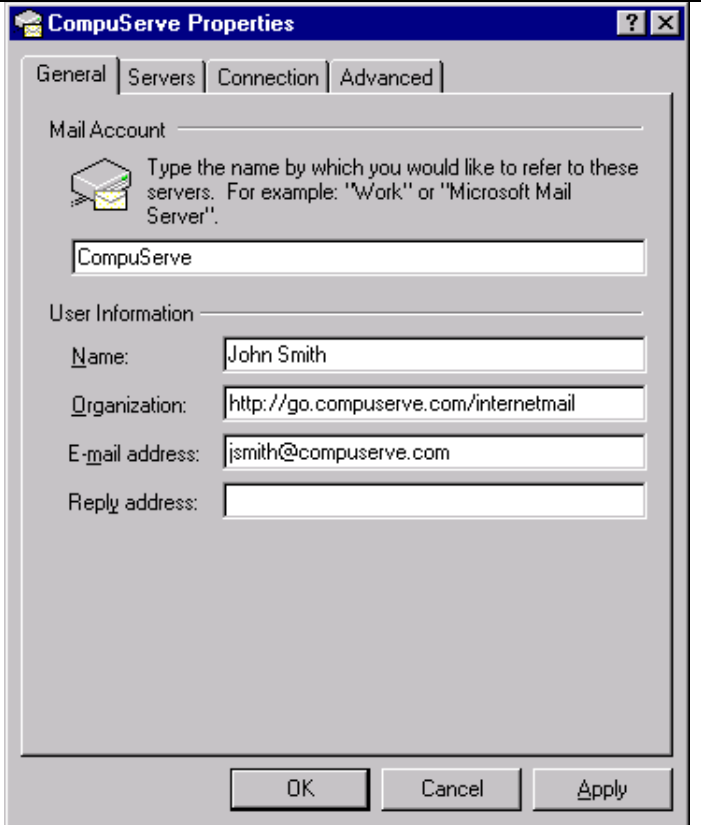 CompuServe Properties
General Servers Connection Advanced
Mail Account
Type the name by which you would like to refer to these
servers. For example: "Work" or "Microsoft Mail
Server".
CompuServe
User Information
Name: John Smith
Organization: http://go.compuserve.com/internetmail
E-mail address: jsmith@compuserve.com
Reply address:
OK Cancel Apply